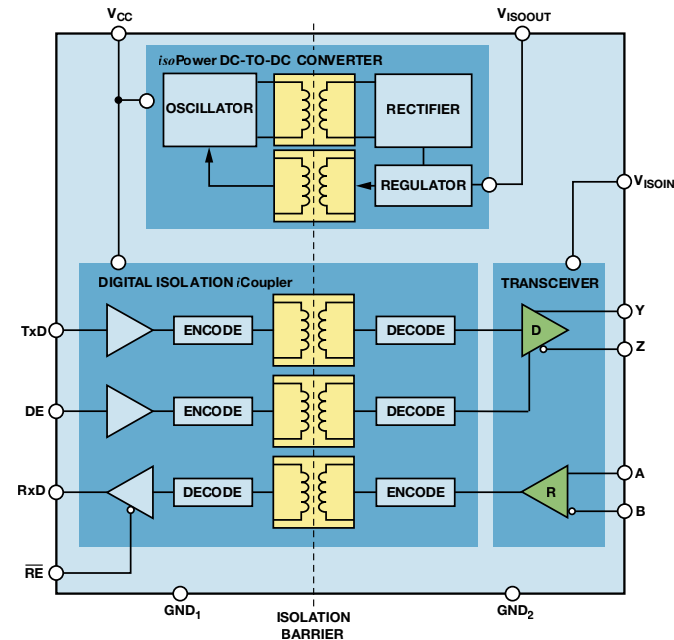 VCC
VISOOUT
isoPower DC-TO-DC CONVERTER
OSCILLATOR
RECTIFIER
REGULATOR
VISOIN
DIGITAL ISOLATION iCoupler
TRANSCEIVER
TxD
ENCODE
DECODE
D
Y
Z
DE
ENCODE
DECODE
RxD
DECODE
ENCODE
R
A
B
RE
GND1
ISOLATION
BARRIER
GND2